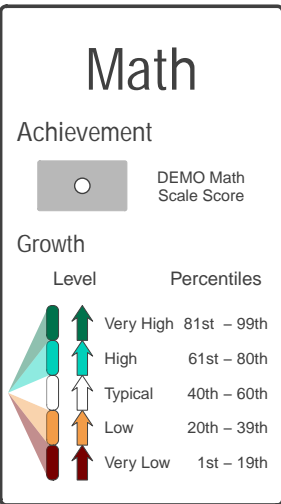 Math
Achievement
DEMO Math
Scale Score
Growth
Level Percentiles
Very High 81st – 99th
High 61st – 80th
Typical 40th – 60th
Low 20th – 39th
Very Low 1st – 19th